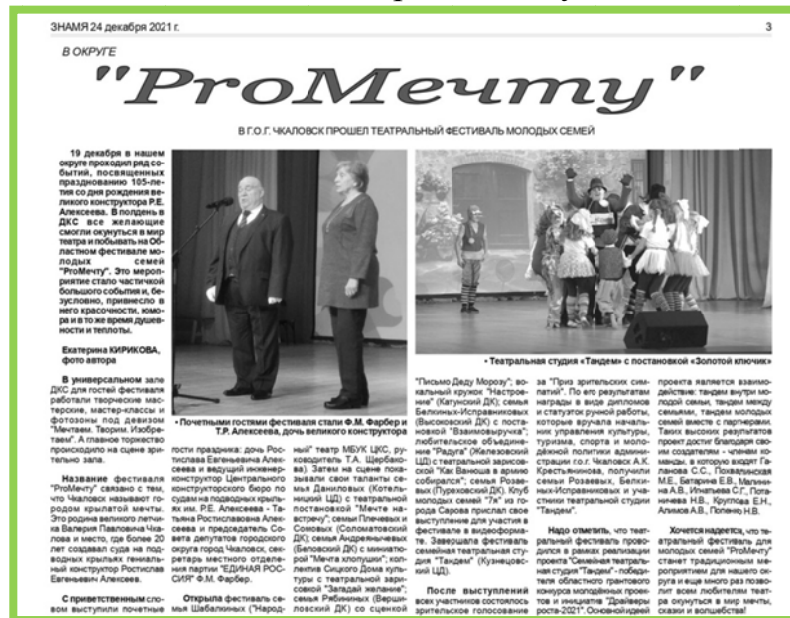 ЗНАМЯ 24 декабря 2021 г.
3
В ОКРУГЕ
"ProМечту"
В Г.О.Г. ЧКАЛОВСК ПРОШЕЛ ТЕАТРАЛЬНЫЙ ФЕСТИВАЛЬ МОЛОДЫХ СЕМЕЙ
19 декабря в нашем
округе проходил ряд со-
бытий, посвященных
празднованию 105-ле-
тия со дня рождения ве-
ликого конструктора Р.Е.
Алексеева. В полдень в
ДКС все желающие
смогли окунуться в мир
театра и побывать на Об-
ластном фестивале мо-
лодых семей
"ProМечту". Это мероп-
риятие стало частичкой
большого события и, бе-
зусловно, привнесло в
него красочности, юмо-
ра и в то же время душев-
ности и теплоты.
Екатерина КИРИКОВА,
фото автора
В универсальном зале
ДКС для гостей фестиваля
работали творческие мас-
терские, мастер-классы и
фотозоны под девизом
"Мечтаем. Творим. Изобре-
таем". А главное торжество
происходило на сцене зри-
тельно зала.
Название фестиваля
"ProМечту" связано с тем,
что Чкаловск называют го-
родом крылатой мечты.
Это родина великого летчи-
ка Валерия Павловича Чка-
лова и место, где более 20
лет создавал суда на под-
водных крыльях гениаль-
ный конструктор Ростислав
Евгеньевич Алексеев.
С приветственным сло-
вом выступили почетные
• Почетными гостями фестиваля стали Ф.М. Фарбер и
Т.Р. Алексеева, дочь великого конструктора
гости праздника: дочь Рос-
тислава Евгеньевича Алек-
сеева и ведущий инженер-
конструктор Центрального
конструкторского бюро по
судам на подводных крыль-
ях им. Р.Е. Алексеева - Та-
тьяна Ростиславовна Алек-
сеева и председатель Со-
вета депутатов городского
округа город Чкаловск, сек-
ретарь местного отделе-
ния партии "ЕДИНАЯ РОС-
СИЯ" Ф.М. Фарбер.
Открыла фестиваль се-
мья Шабалкиных ("Народ-
ный" театр МБУК ЦКС, ру-
ководитель Т.А. Щербако-
ва). Затем на сцене пока-
зывали свои таланты се-
мья Даниловых (Котель-
ницкий ЦД) с театральной
постановкой "Мечте на-
встречу"; семьи Плечевых и
Соковых (Соломатовский
ДК); семья Андреянычевых
(Беловский ДК) с миниатю-
рой "Мечта хлопушки"; кол-
лектив Сицкого Дома куль-
туры с театральной зари-
совкой "Загадай желание";
семья Рябининых (Верши-
ловский ДК) со сценкой
• Театральная студия «Тандем» с постановкой «Золотой ключик»
"Письмо Деду Морозу"; во-
кальный кружок "Настрое-
ние" (Катунский ДК); семья
Белкиных-Исправниковых
(Высоковский ДК) с поста-
новкой "Взаимовыручка";
любительское объедине-
ние "Радуга" (Железовский
ЦД) с театральной зарисов-
ской "Как Ванюша в армию
собирался"; семья Розае-
вых (Пуреховский ДК). Клуб
молодых семей "7я" из го-
рода Сарова прислал свое
выступление для участия в
фестивале в видеоформа-
те. Завершала фестиваль
семейная театральная сту-
дия "Тандем" (Кузнецовс-
кий ЦД).
После выступлений
всех участников состоялось
зрительское голосование
за "Приз зрительских сим-
патий". По его результатам
награды в виде дипломов
и статуэток ручной работы,
которые вручала началь-
ник управления культуры,
туризма, спорта и моло-
дёжной политики админи-
страции г.о.г. Чкаловск А.К.
Крестьянинова, получили
семьи Розаевых, Белки-
ных-Исправниковых и уча-
стники театральной студии
"Тандем".
Надо отметить, что теат-
ральный фестиваль прово-
дился в рамках реализации
проекта "Семейная театраль-
ная студия "Тандем" - победи-
теля областного грантового
конкурса молодёжных проек-
тов и инициатив "Драйверы
роста-2021". Основной идеей
проекта является взаимо-
действие: тандем внутри мо-
лодой семьи, тандем между
семьями, тандем молодых
семей вместе с партнерами.
Таких высоких результатов
проект достиг благодаря сво-
им создателям - членам ко-
манды, в которую входят Га-
ланова С.С., Похвалинская
М.Е., Батарина Е.В., Малини-
на А.В., Игнатьева С.Г., Пота-
ничева Н.В., Круглова Е.Н.,
Алимов А.В., Попенко Н.В.
Хочется надеется, что те-
атральный фестиваль для
молодых семей "ProМечту"
станет традиционным ме-
роприятием для нашего ок-
руга и еще много раз позво-
лит всем любителям теат-
ра окунуться в мир мечты,
сказки и волшебства!